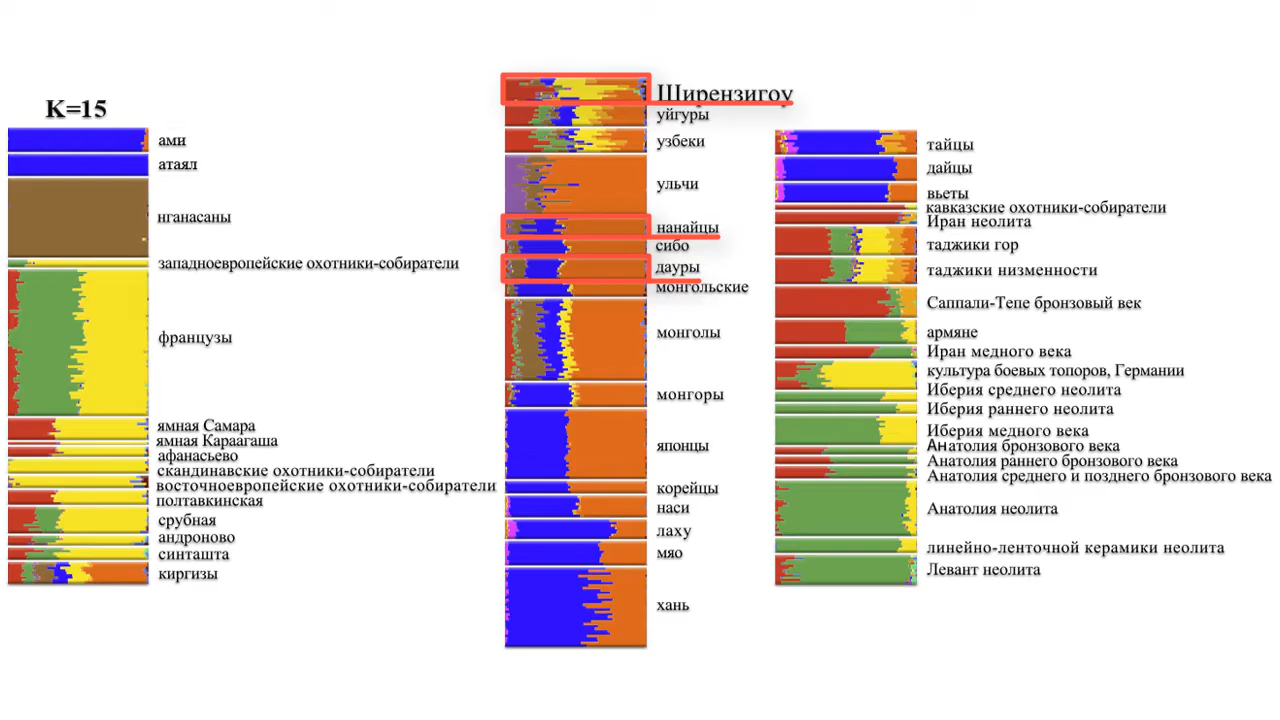 K=15
ами
атаял
нганасаны
западноевропейские охотники-собиратели
французы
ямная Самара
ямная Караагаша
афанасьево
скандинавские охотники-собиратели
восточноевропейские охотники-собиратели
полтавкинская
срубная
андроново
синташта
киргизы
Ширензигоу
уйгуры
узбеки
ульчи
нанайцы
сибо
дауры
монгольские
монголы
монгоры
японцы
корейцы
наси
лаху
мяо
хань
тайцы
дайцы
вьеты
кавказские охотники-собиратели
Иран неолита
таджики гор
таджики низменности
Саппали-Тепе бронзовый век
армяне
Иран медного века
культура боевых топоров, Германии
Иберия среднего неолита
Иберия раннего неолита
Иберия медного века
Анатолия бронзового века
Анатолия раннего бронзового века
Анатолия среднего и позднего бронзового века
Анатолия неолита
линейно-ленточной керамики неолита
Левант неолита